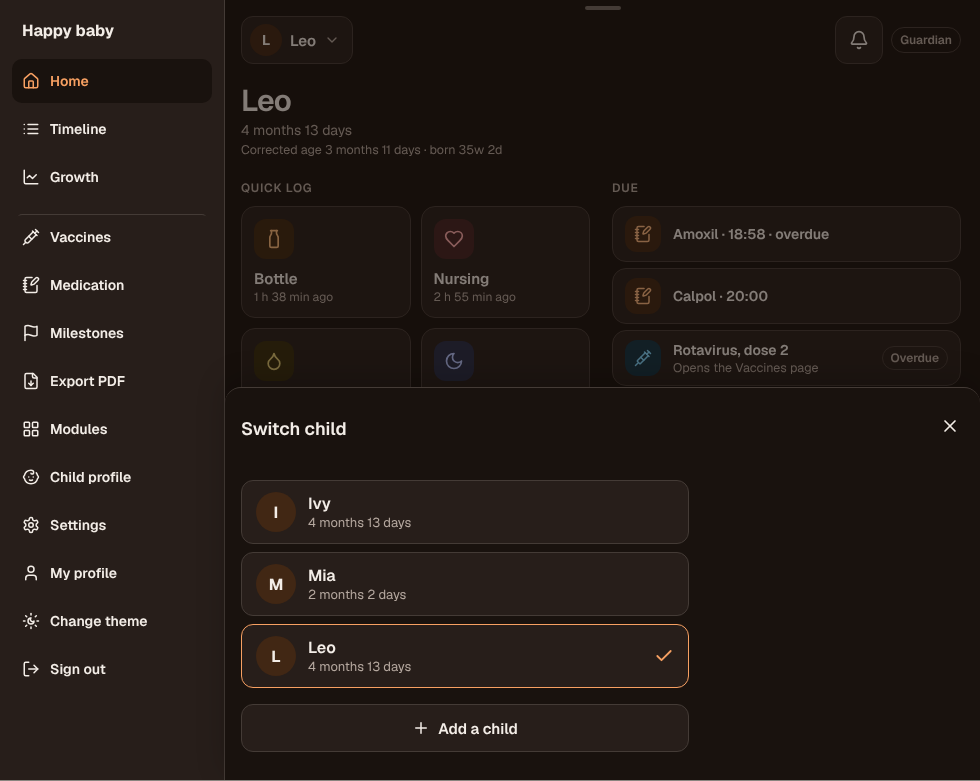 Happy baby
Home
Timeline
Growth
Vaccines
Medication
Milestones
Export PDF
Modules
Child profile
Settings
My profile
Change theme
Sign out
L Leo
Guardian
Leo
4 months 13 days
Corrected age 3 months 11 days · born 35w 2d
QUICK LOG
Bottle
1 h 38 min ago
Nursing
2 h 55 min ago
DUE
Amoxil · 18:58 · overdue
Calpol · 20:00
Rotavirus, dose 2
Opens the Vaccines page
Overdue
Switch child
I
Ivy
4 months 13 days
M
Mia
2 months 2 days
L
Leo
4 months 13 days
Add a child